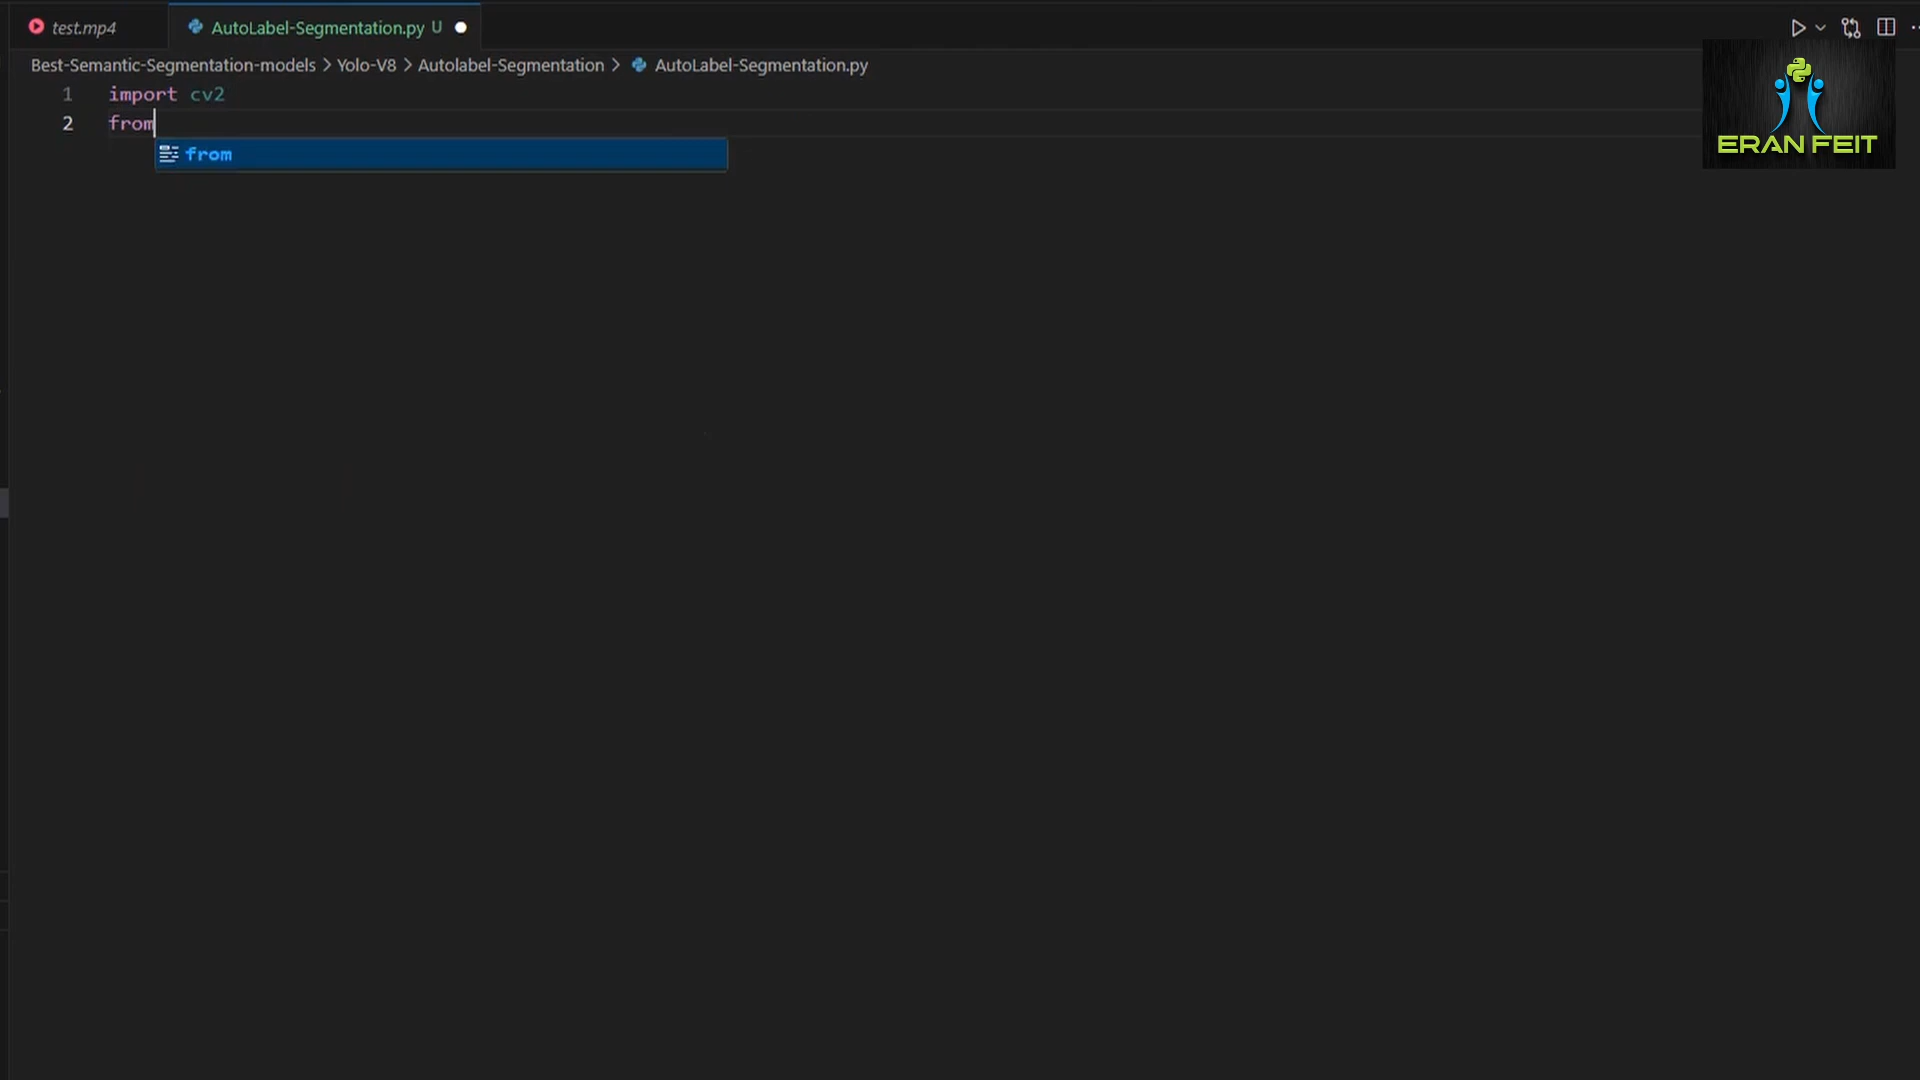 test.mp4
AutoLabel-Segmentation.py U
Best-Semantic-Segmentation-models > Yolo-V8 > Autolabel-Segmentation > AutoLabel-Segmentation.py
1 import cv2
2 from
from
ERAN FEIT